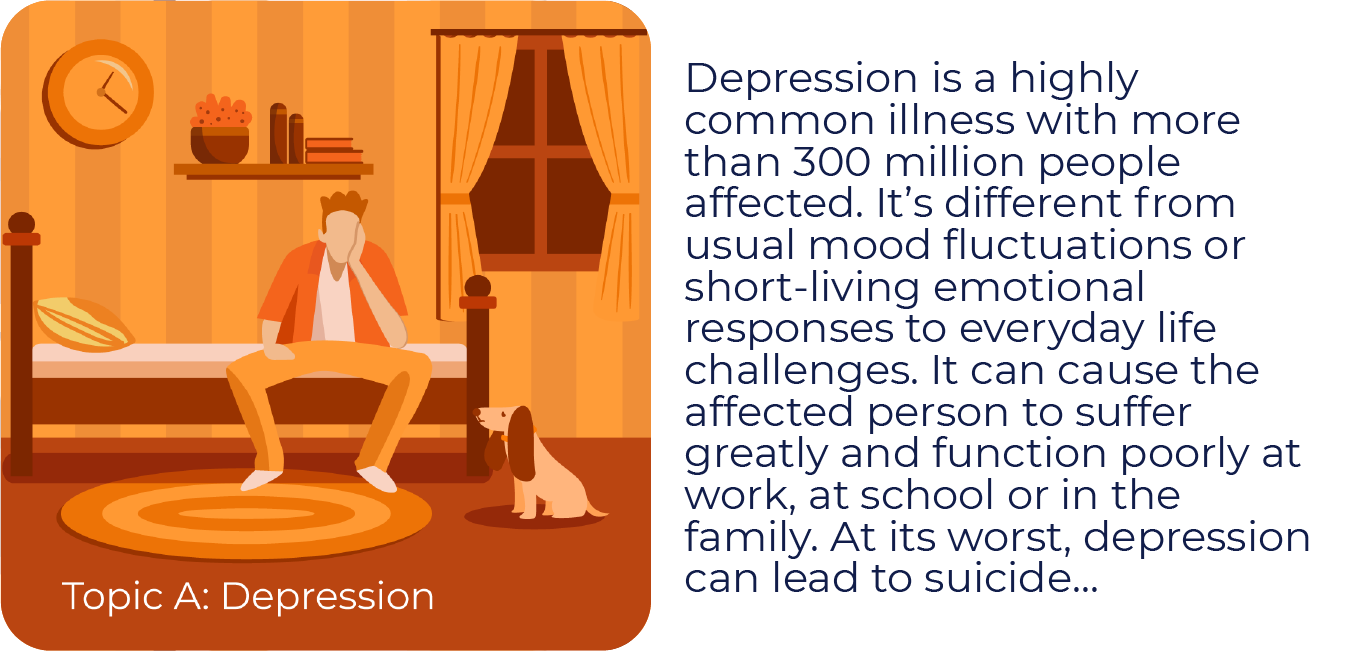 Topic A: Depression
Depression is a highly
common illness with more
than 300 million people
affected. It’s different from
usual mood fluctuations or
short-living emotional
responses to everyday life
challenges. It can cause the
affected person to suffer
greatly and function poorly at
work, at school or in the
family. At its worst, depression
can lead to suicide...